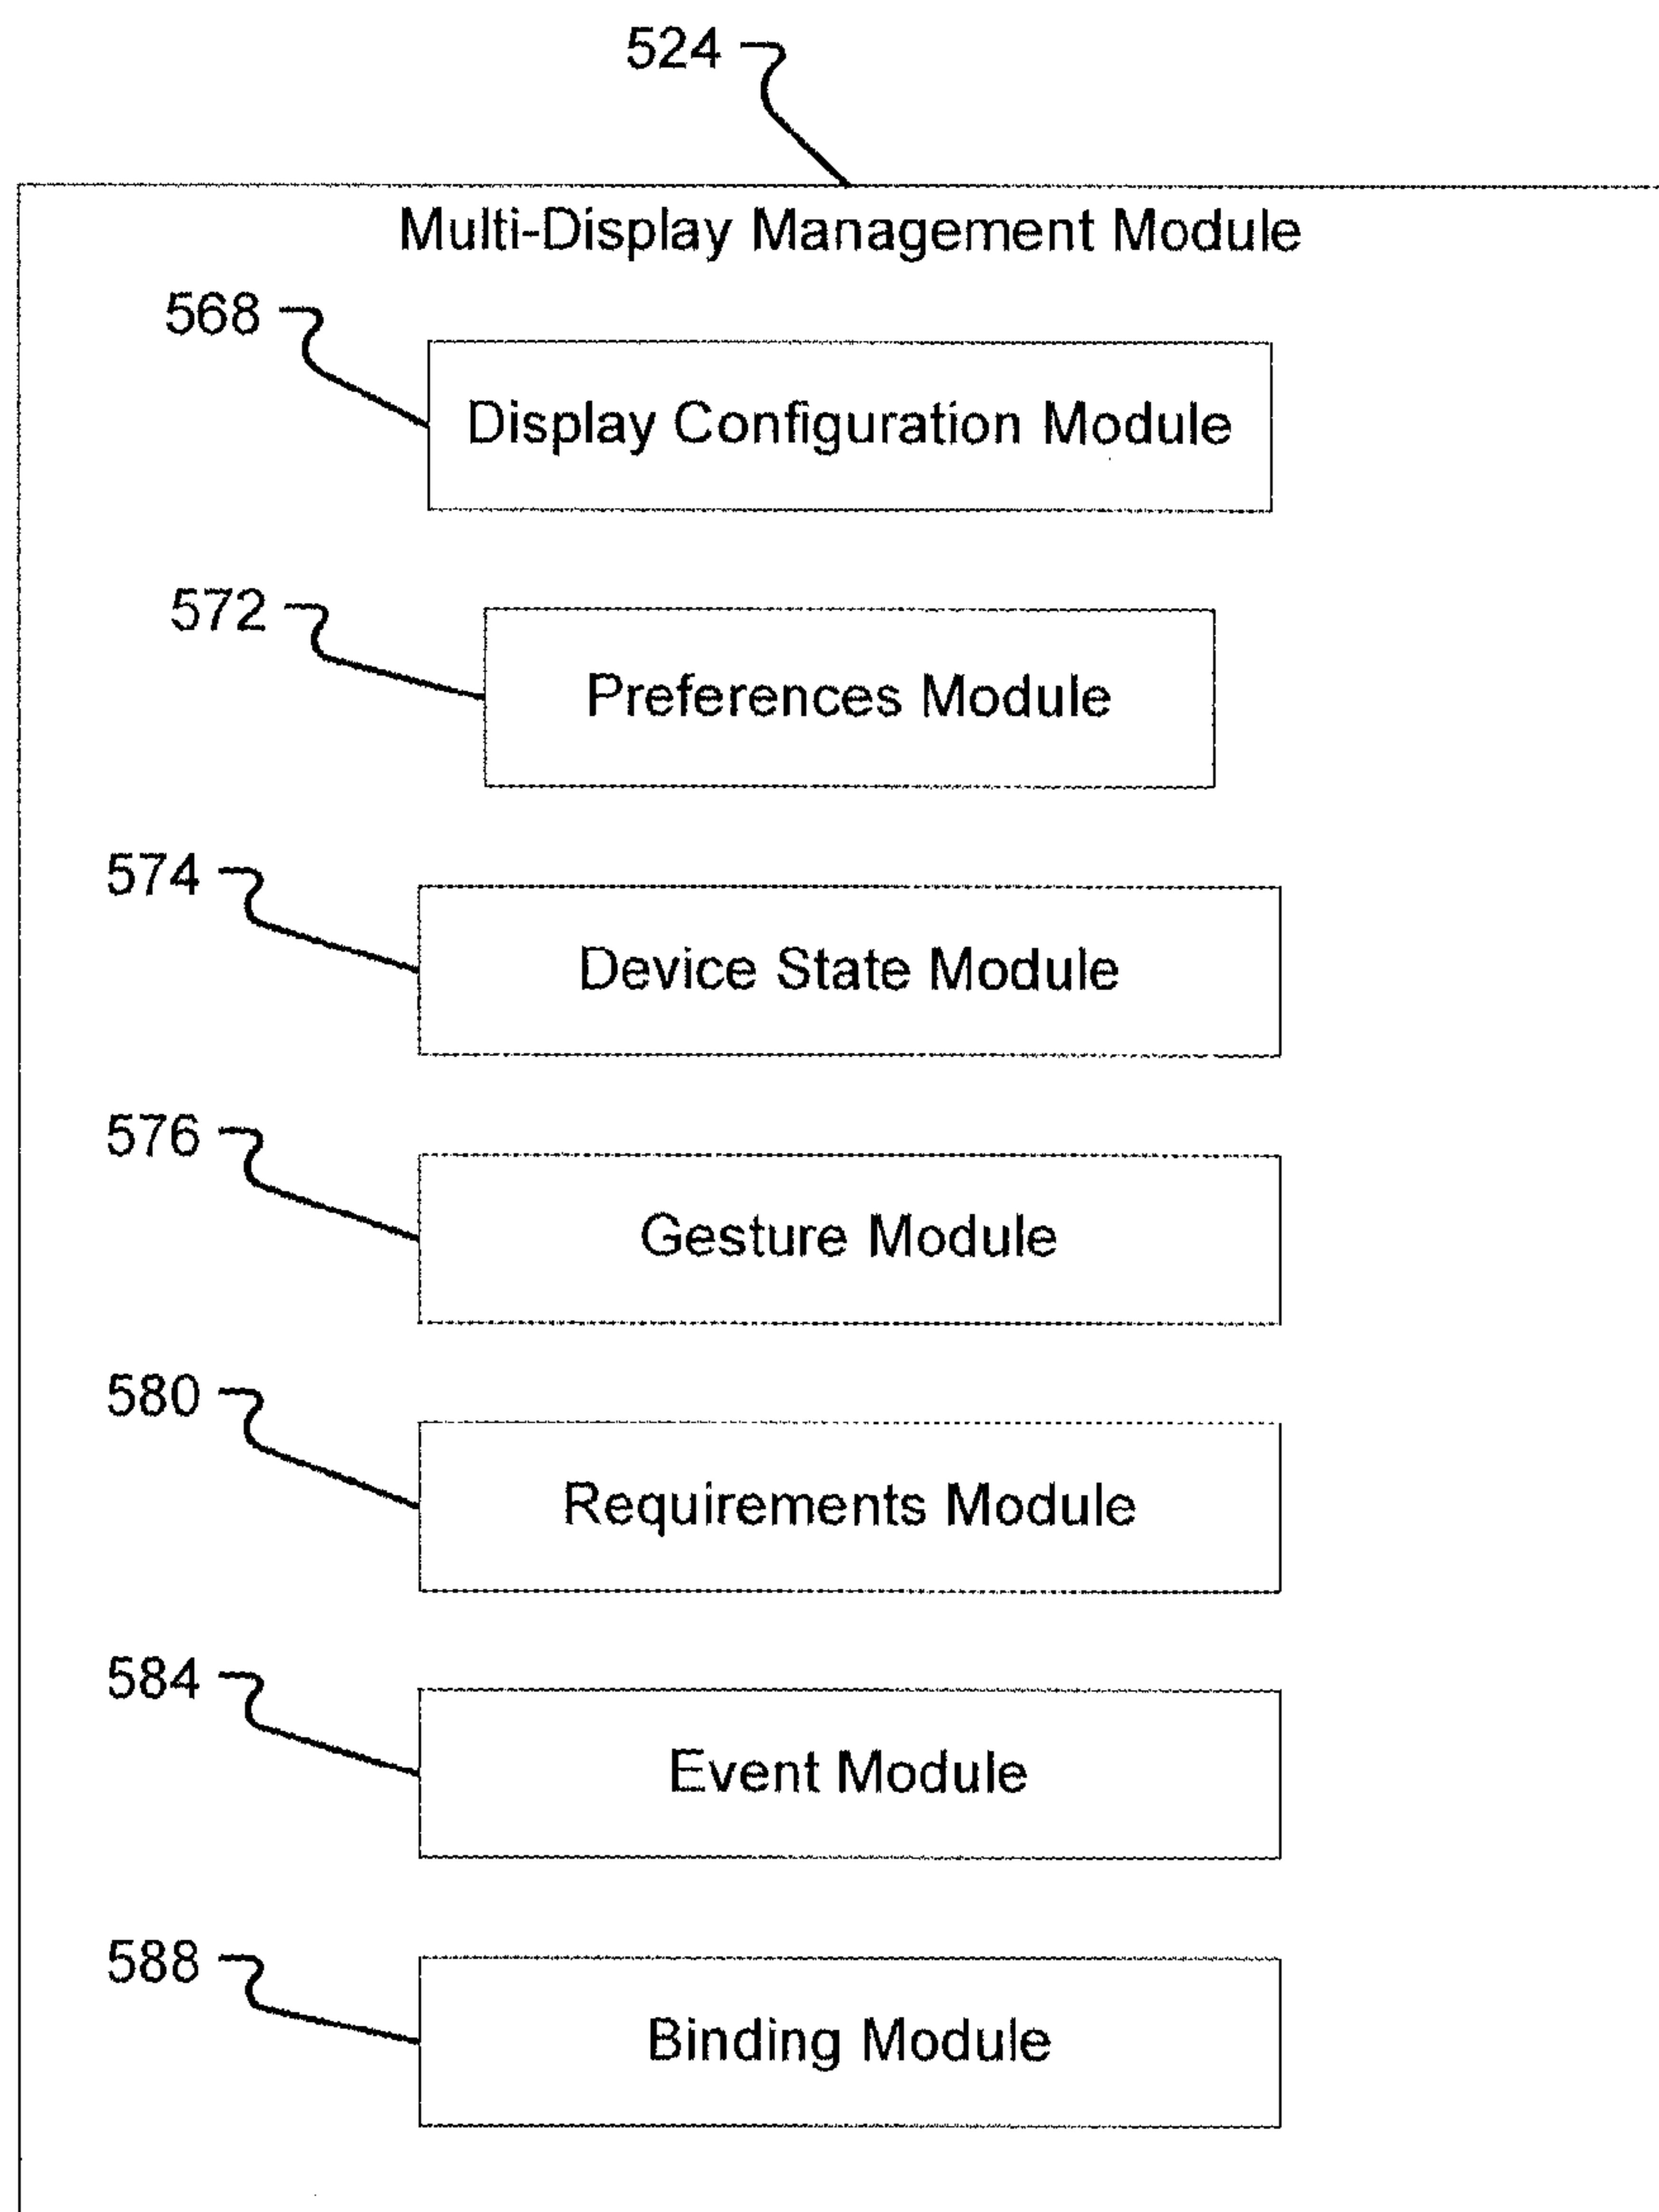 524
Multi-Display Management Module
568
Display Configuration Module
572
Preferences Module
574
Device State Module
576
Gesture Module
580
Requirements Module
584
Event Module
588
Binding Module